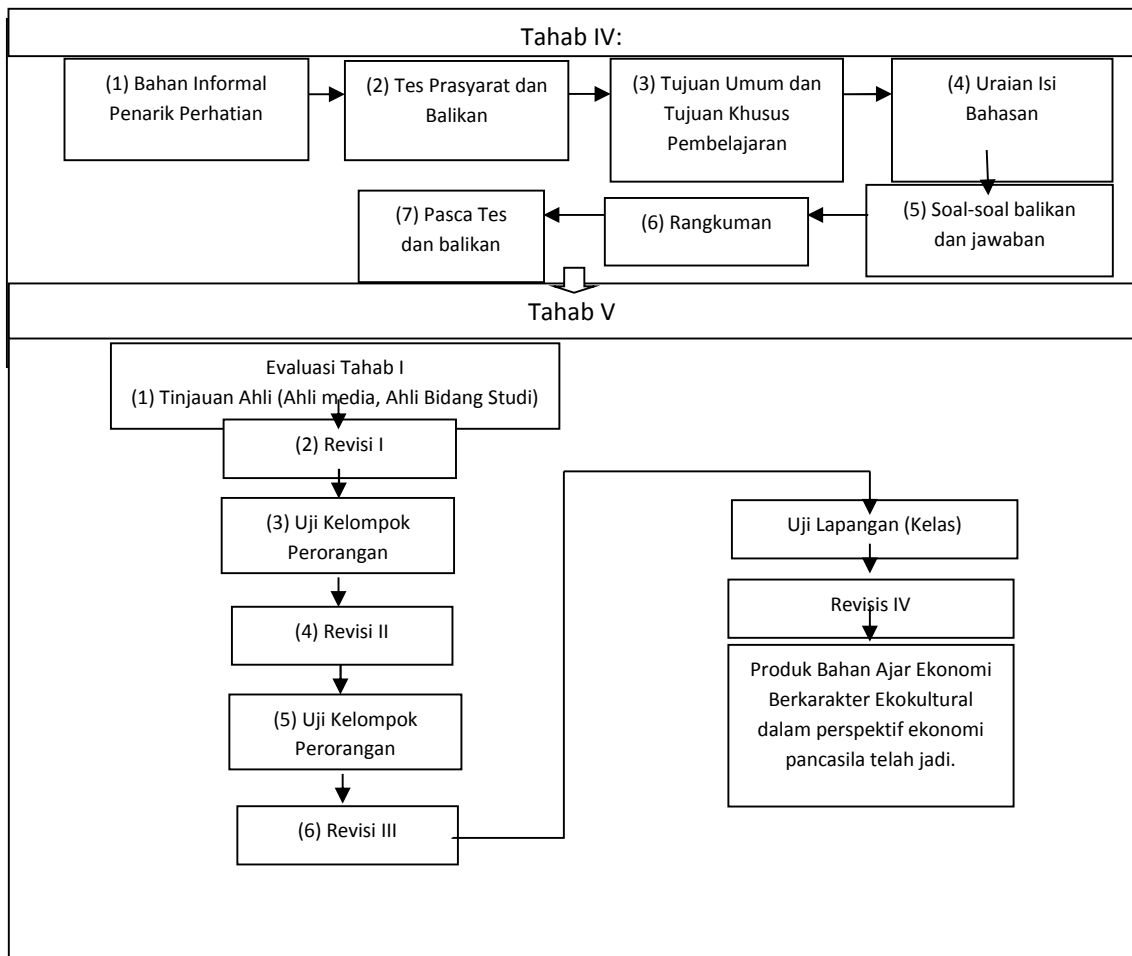 Tahab IV:
(1) Bahan Informal
Penarik Perhatian
(2) Tes Prasyarat dan
Balikan
(3) Tujuan Umum dan
Tujuan Khusus
Pembelajaran
(4) Uraian Isi
Bahasan
(5) Soal-soal balikan
dan jawaban
(6) Rangkuman
(7) Pasca Tes
dan balikan
Tahab V
Evaluasi Tahab I
(1) Tinjauan Ahli (Ahli media, Ahli Bidang Studi)
(2) Revisi I
(3) Uji Kelompok
Perorangan
(4) Revisi II
(5) Uji Kelompok
Perorangan
(6) Revisi III
Uji Lapangan (Kelas)
Revisis IV
Produk Bahan Ajar Ekonomi
Berkarakter Ekokultural
dalam perspektif ekonomi
pancasila telah jadi.